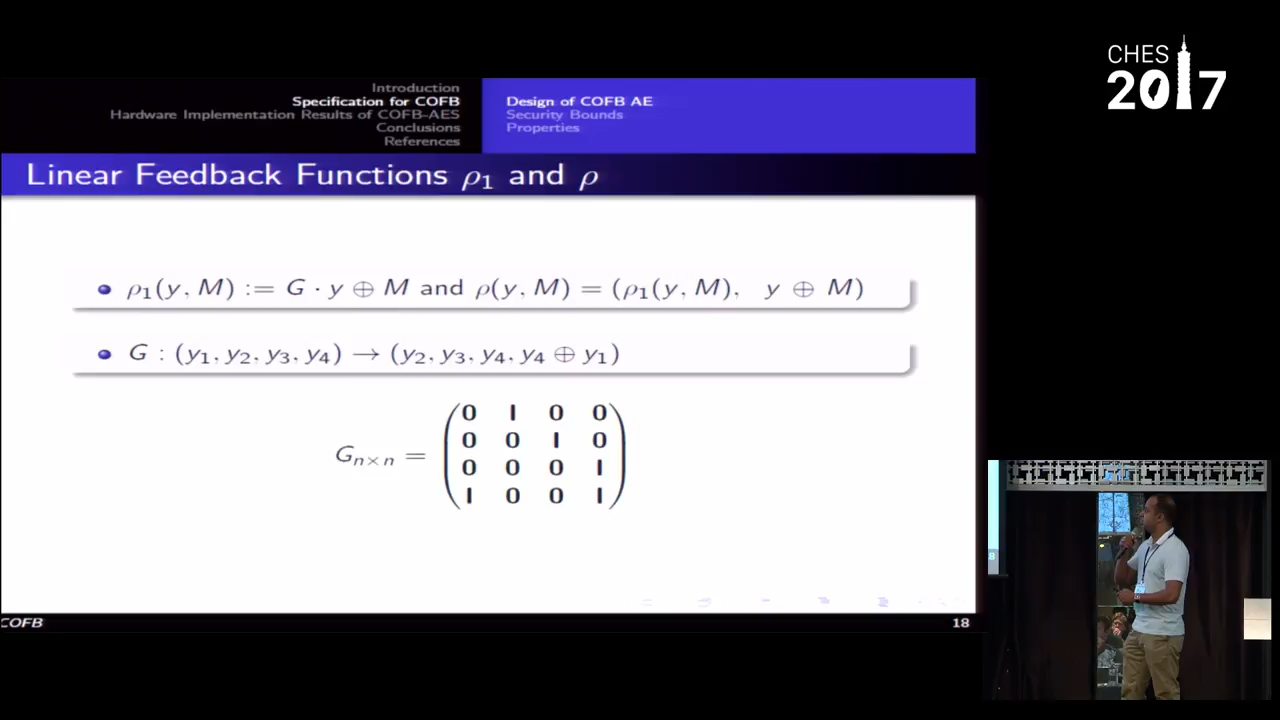 CHES
2017
Introduction
Specification for COFB
Hardware Implementation Results of COFB-AES
Conclusions
References
Design of COFB AE
Security Bounds
Properties
Linear Feedback Functions ρ₁ and ρ
ρ₁(y, M) := G · y ⊕ M and ρ(y, M) = (ρ₁(y, M), y ⊕ M)
G : (y₁, y₂, y₃, y₄) → (y₂, y₃, y₄, y₄ ⊕ y₁)
Gₙₓₙ =
0 1 0 0
0 0 1 0
0 0 0 1
1 0 0 1
COFB
18